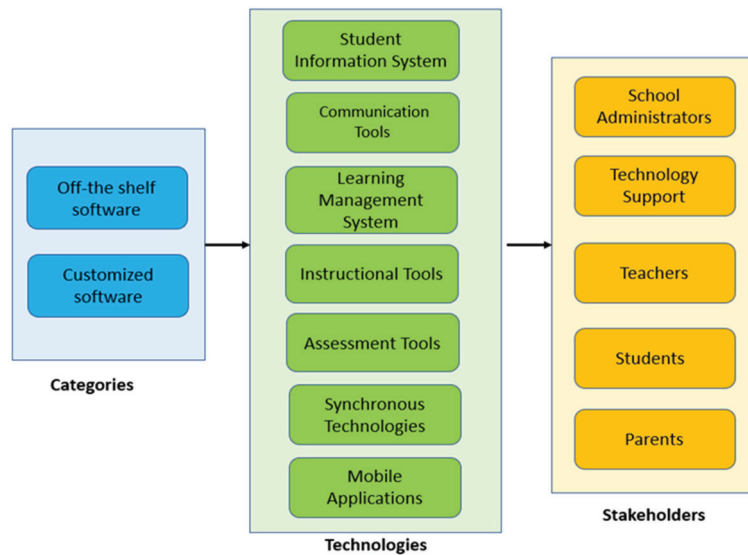 Off-the shelf
software
Customized
software
Categories
Student
Information System
Communication
Tools
Learning
Management
System
Instructional Tools
Assessment Tools
Synchronous
Technologies
Mobile
Applications
Technologies
School
Administrators
Technology
Support
Teachers
Students
Parents
Stakeholders